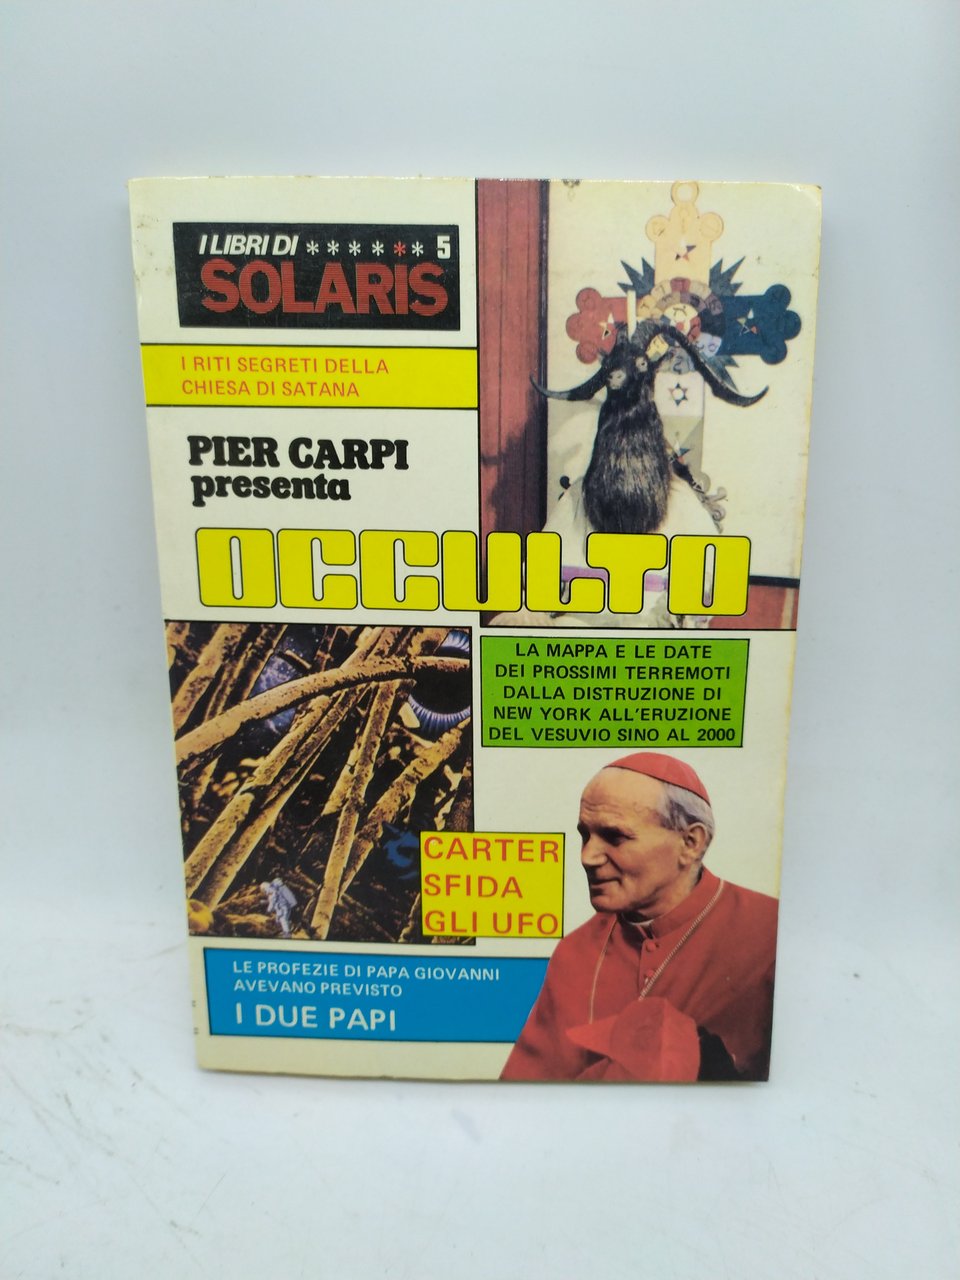 I LIBRI DI ****** 5
SOLARIS
I RITI SEGRETI DELLA
CHIESA DI SATANA
PIER CARPI
presenta
OCCULTO
LA MAPPA E LE DATE
DEI PROSSIMI TERREMOTI
DALLA DISTRUZIONE DI
NEW YORK ALL'ERUZIONE
DEL VESUVIO SINO AL 2000
CARTER
SFIDA
GLI UFO
LE PROFEZIE DI PAPA GIOVANNI
AVEVANO PREVISTO
I DUE PAPI